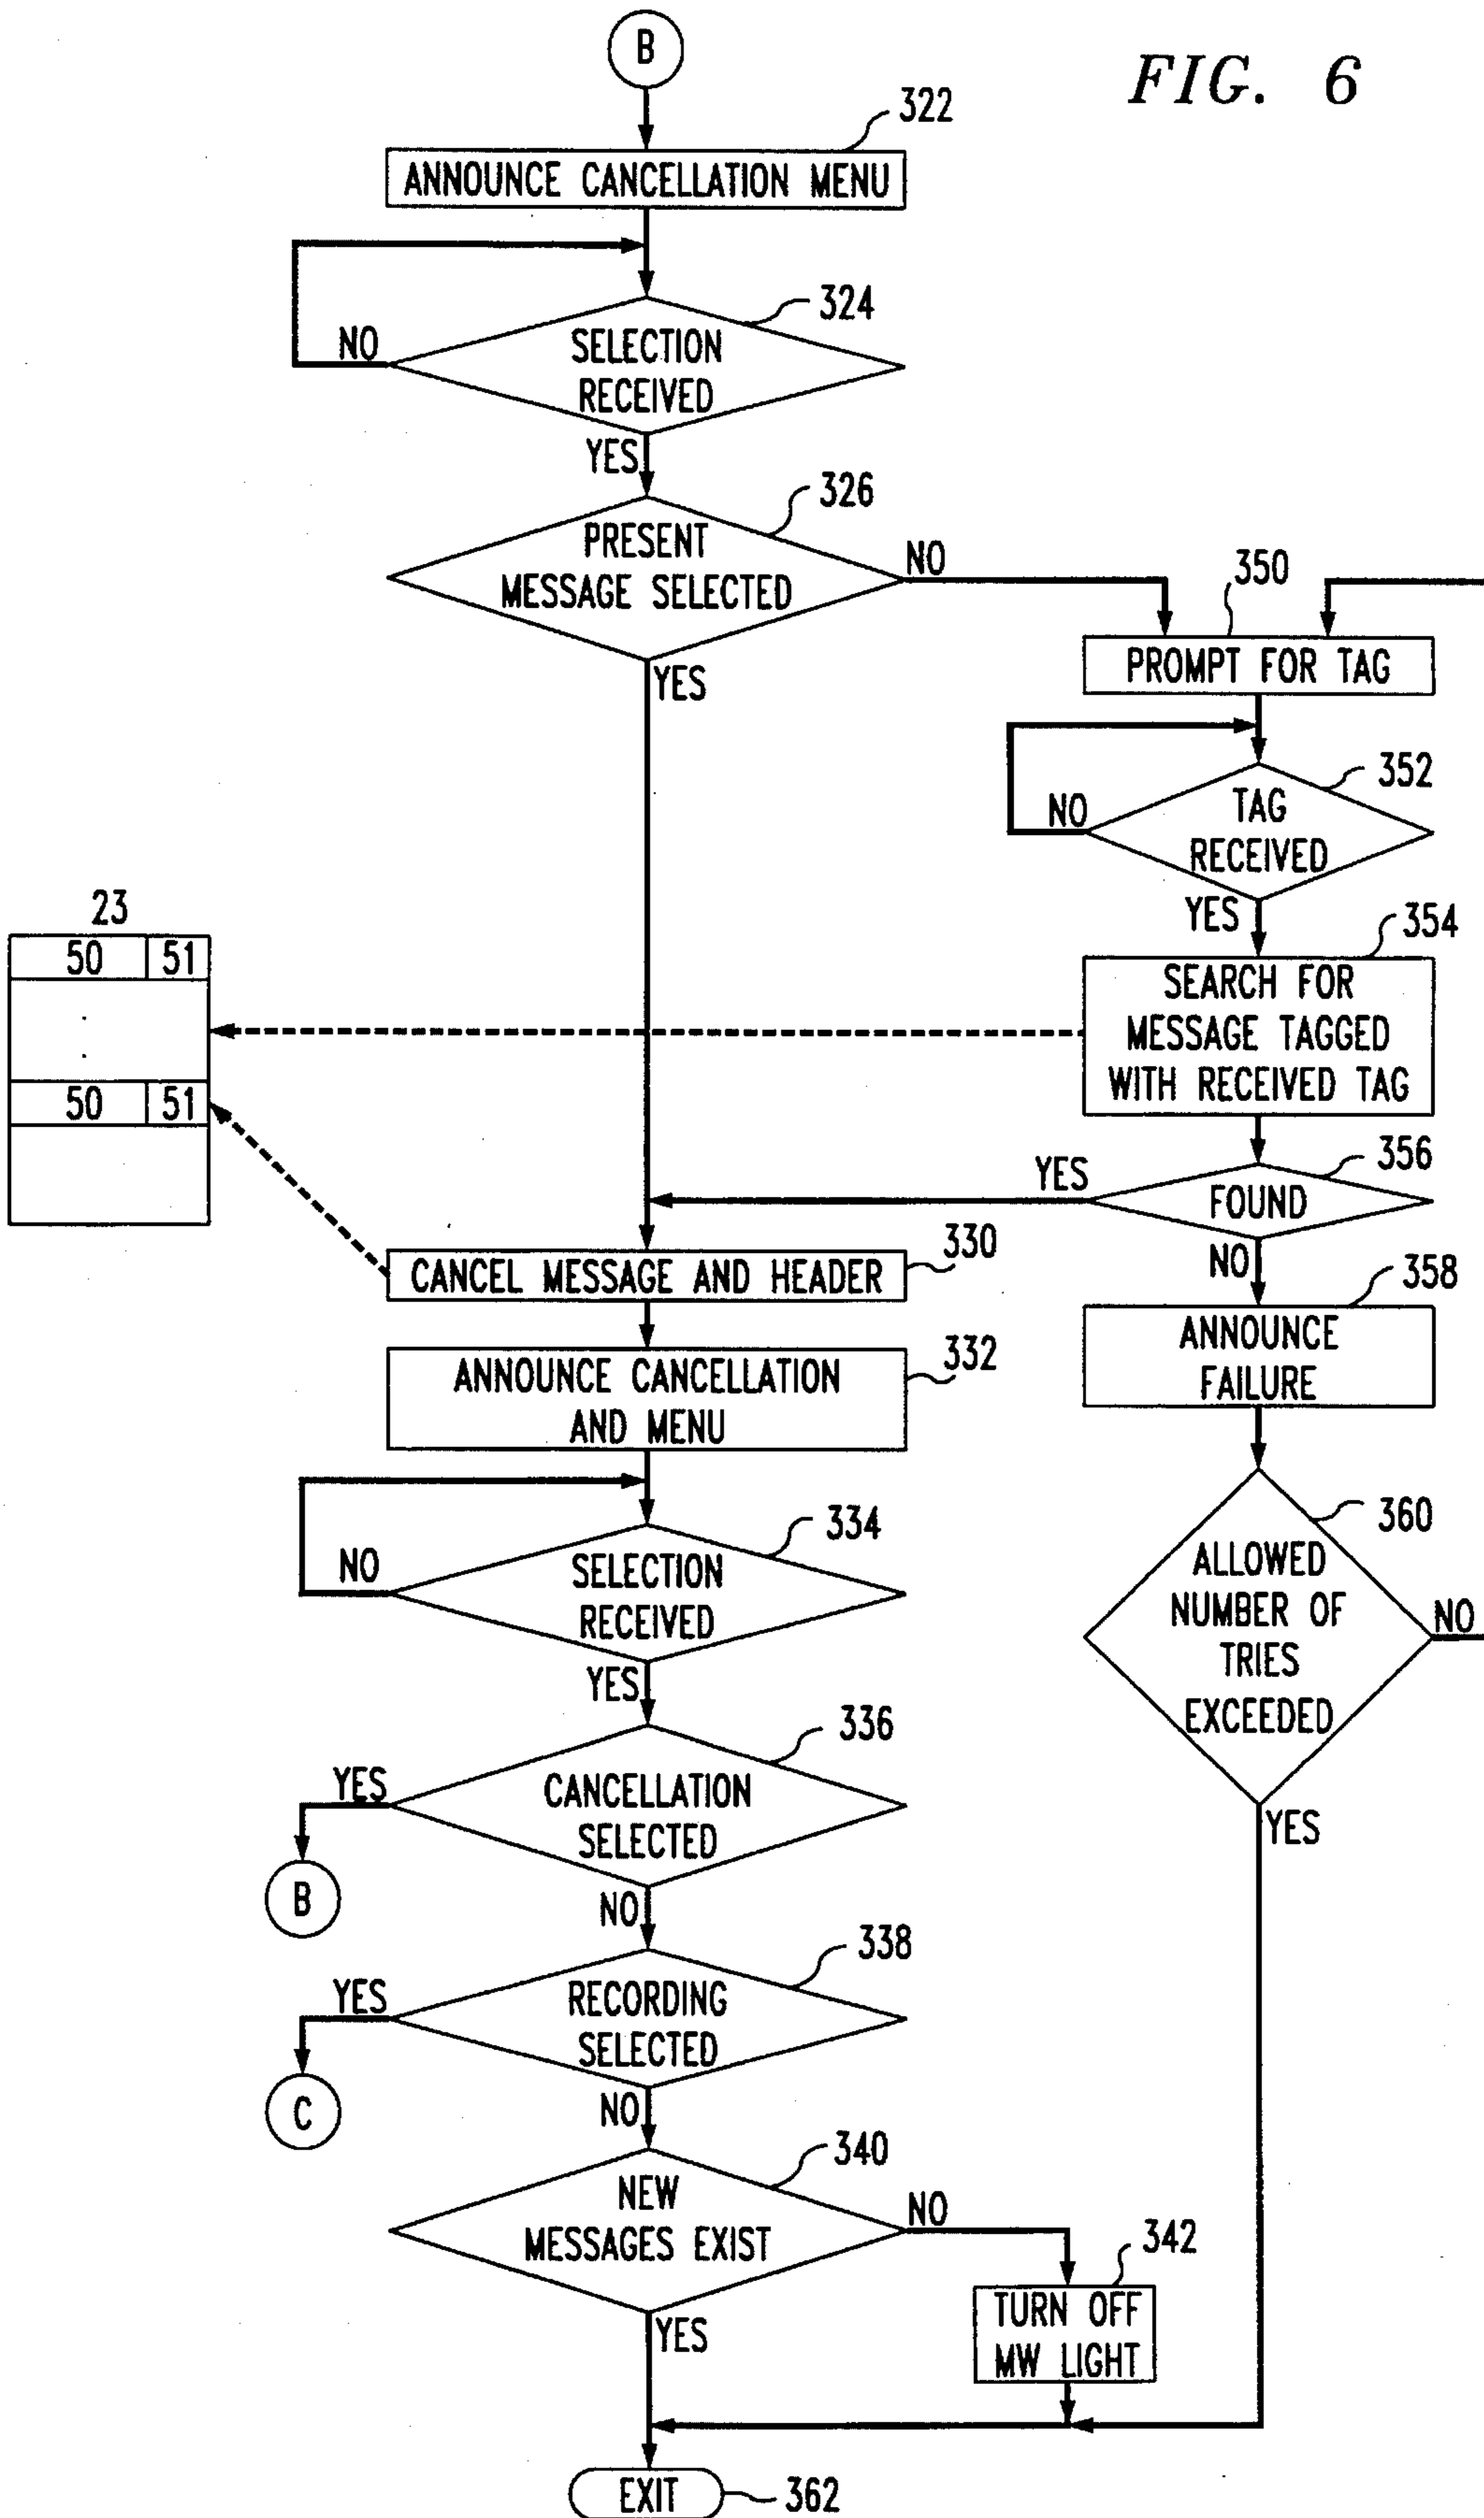 B
FIG. 6
322
ANNOUNCE CANCELLATION MENU
324
NO
SELECTION
RECEIVED
YES
326
PRESENT
MESSAGE SELECTED
NO
YES
350
PROMPT FOR TAG
352
NO
TAG
RECEIVED
YES
23
50 51
50 51
354
SEARCH FOR
MESSAGE TAGGED
WITH RECEIVED TAG
356
YES
FOUND
NO
330
CANCEL MESSAGE AND HEADER
358
ANNOUNCE
FAILURE
332
ANNOUNCE CANCELLATION
AND MENU
334
NO
SELECTION
RECEIVED
YES
360
ALLOWED
NUMBER OF
TRIES
EXCEEDED
NO
YES
336
YES
CANCELLATION
SELECTED
B
NO
338
YES
RECORDING
SELECTED
C
NO
340
NEW
MESSAGES EXIST
NO
YES
342
TURN OFF
MW LIGHT
EXIT
362